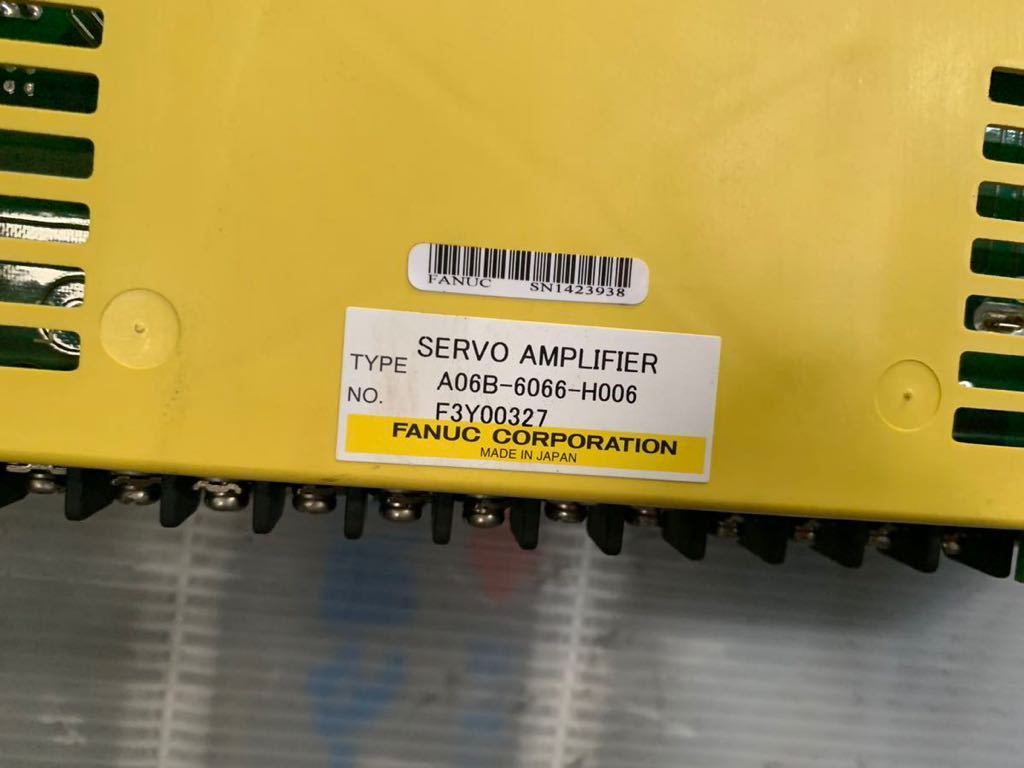 FANUC SN1423938
SERVO AMPLIFIER
TYPE A06B-6066-H006
NO. F3Y00327
FANUC CORPORATION
MADE IN JAPAN